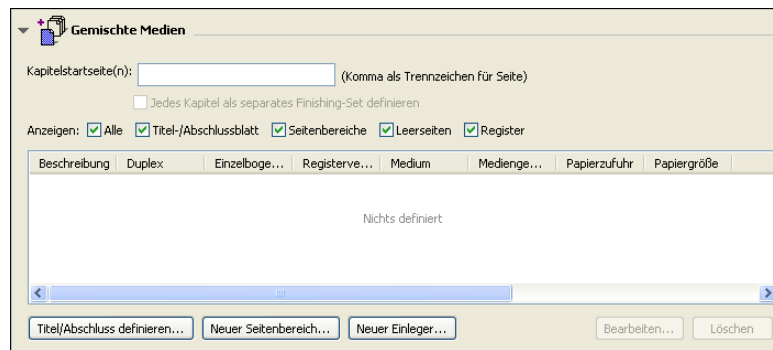 Gemischte Medien
Kapitelstartseite(n): (Komma als Trennzeichen für Seite)
Jedes Kapitel als separates Finishing-Set definieren
Anzeigen: Alle Titel-/Abschlussblatt Seitenbereiche Leerseiten Register
Beschreibung Duplex Einzelboge... Registerve... Medium Medienge... Papierzufuhr Papiergröße
Nichts definiert
Titel/Abschluss definieren... Neuer Seitenbereich... Neuer Einleger... Bearbeiten... Löschen